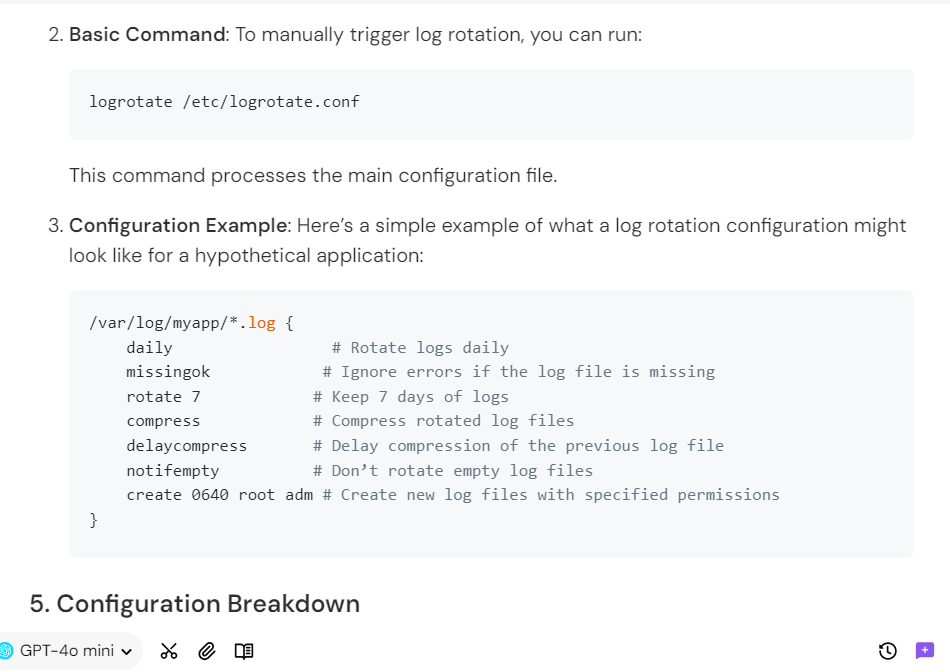 2. Basic Command: To manually trigger log rotation, you can run:
logrotate /etc/logrotate.conf
This command processes the main configuration file.
3. Configuration Example: Here’s a simple example of what a log rotation configuration might
look like for a hypothetical application:
/var/log/myapp/*.log {
    daily                 # Rotate logs daily
    missingok            # Ignore errors if the log file is missing
    rotate 7            # Keep 7 days of logs
    compress            # Compress rotated log files
    delaycompress       # Delay compression of the previous log file
    notifempty          # Don’t rotate empty log files
    create 0640 root adm # Create new log files with specified permissions
}
5. Configuration Breakdown
GPT-4o mini